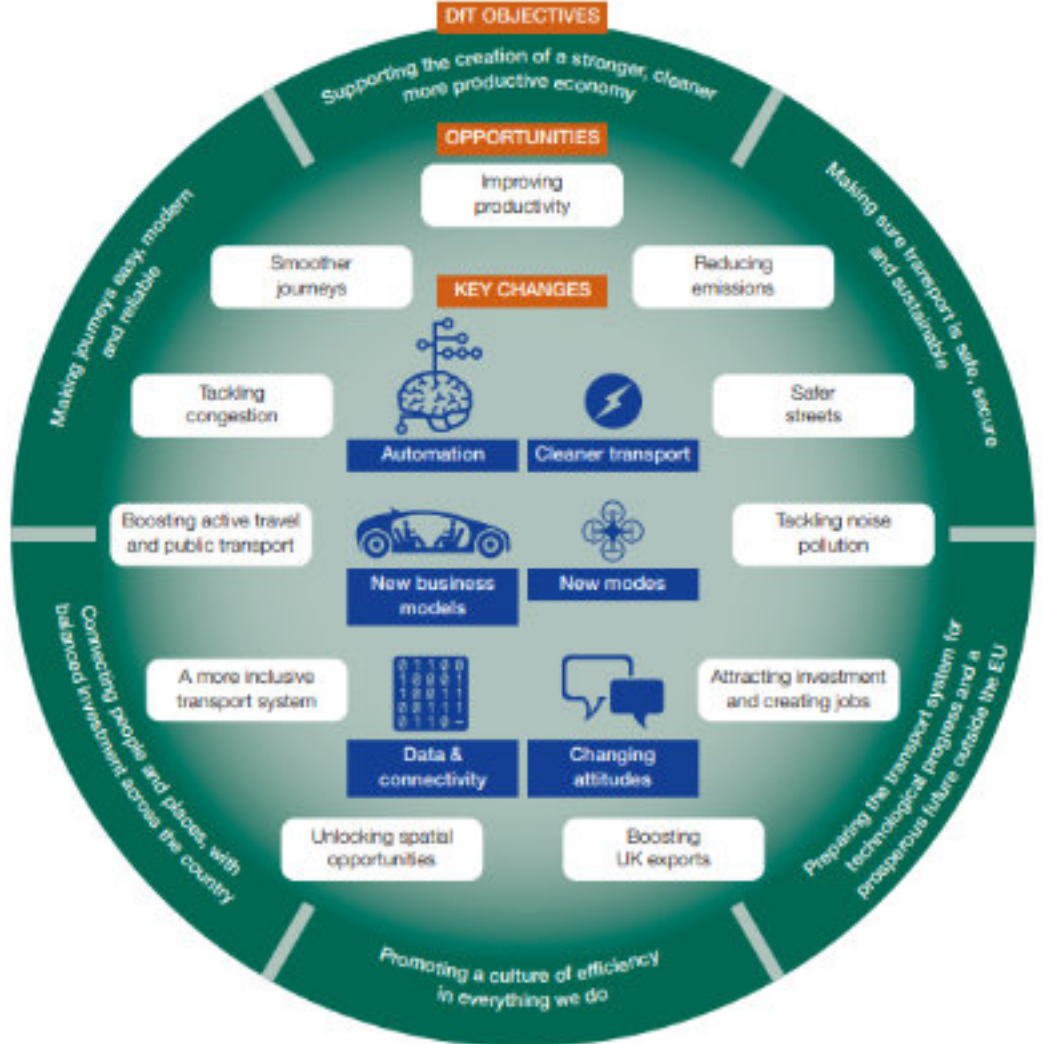 DfT OBJECTIVES
Supporting the creation of a stronger, cleaner
more productive economy
OPPORTUNITIES
Improving
productivity
Smoother
journeys
Reducing
emissions
KEY CHANGES
Making journeys easy, modern
and reliable
Making sure transport is safe, secure
and sustainable
Tackling
congestion
Safer
streets
Automation
Cleaner transport
Boosting active travel
and public transport
Tackling noise
pollution
New business
models
New modes
A more inclusive
transport system
01100
10001
10011
00111
0110–
Attracting investment
and creating jobs
Data &
connectivity
Changing
attitudes
Connecting people and places, with
balanced investment across the country
Preparing the transport system for
technological progress and a
prosperous future outside the EU
Unlocking spatial
opportunities
Boosting
UK exports
Promoting a culture of efficiency
in everything we do